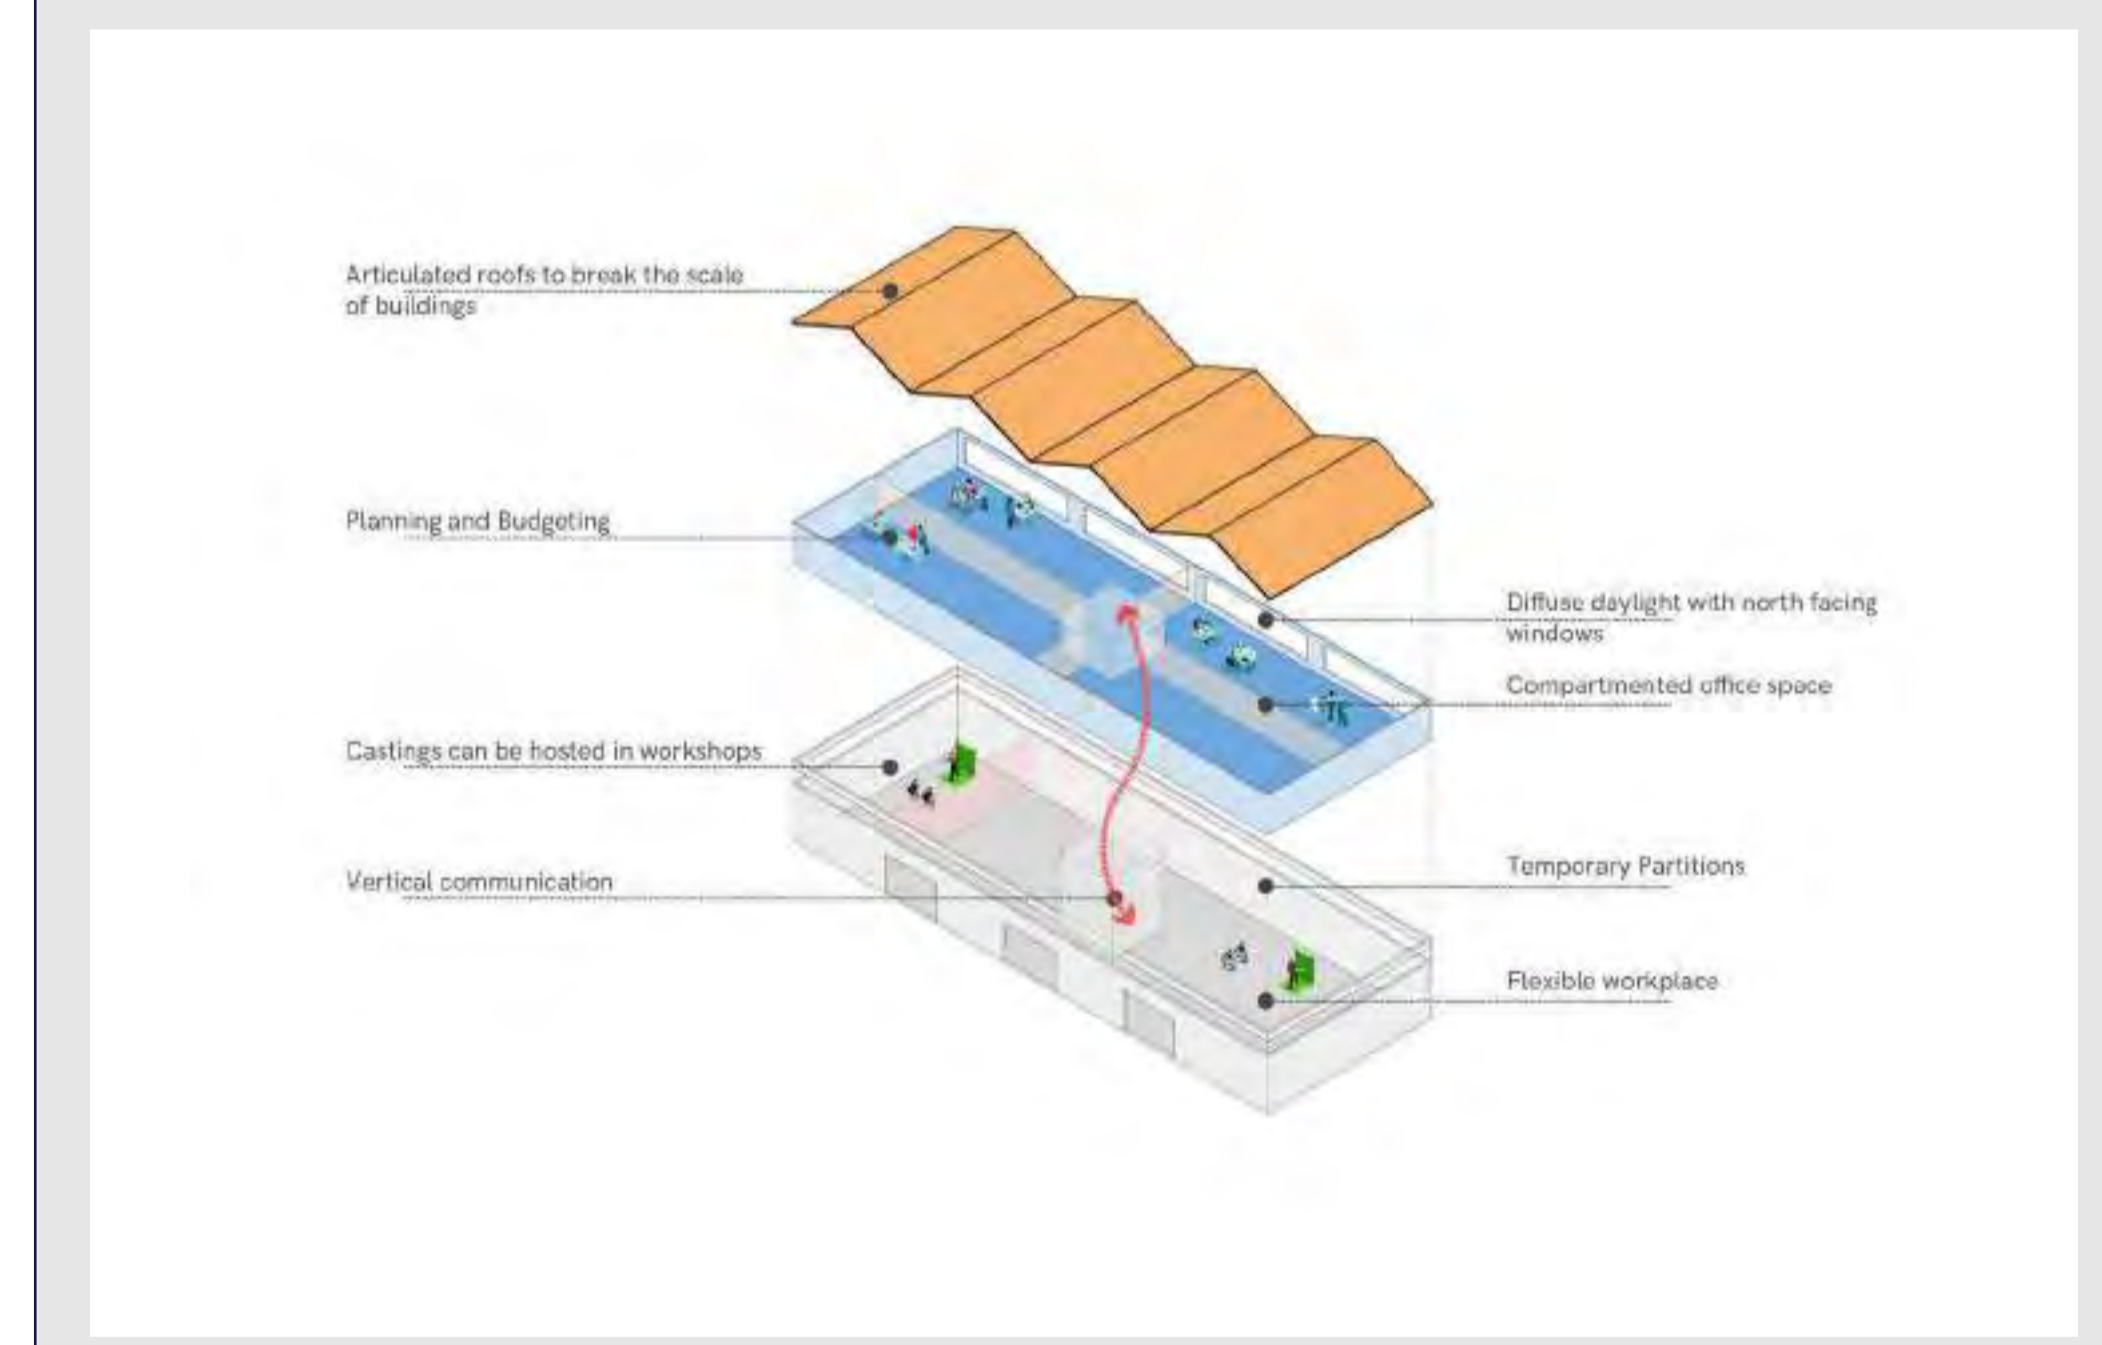 Articulated roofs to break the scale
of buildings
Planning and Budgeting
Diffuse daylight with north facing
windows
Compartmented office space
Castings can be hosted in workshops
Vertical communication
Temporary Partitions
Flexible workplace